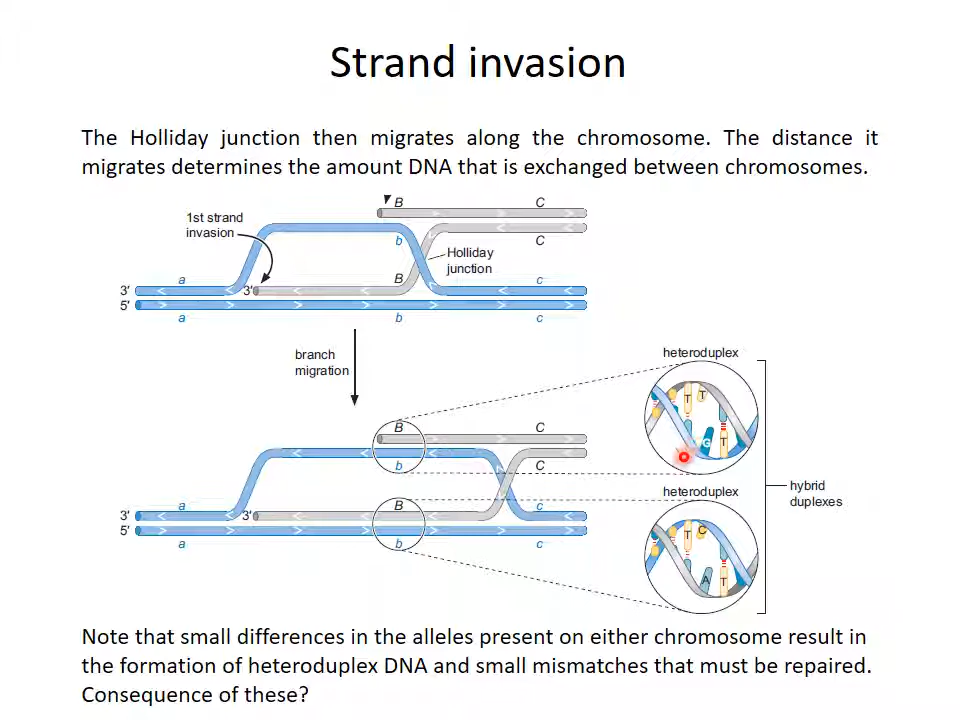 Strand invasion
The Holliday junction then migrates along the chromosome. The distance it
migrates determines the amount DNA that is exchanged between chromosomes.
B C
1st strand
invasion
b C
Holliday
junction
a 3′ B c
3′
5′
a b c
branch
migration
heteroduplex
T T
G T
B C
b C
heteroduplex
hybrid
duplexes
a 3′ B c
3′
5′
a b c
T C
A T
Note that small differences in the alleles present on either chromosome result in
the formation of heteroduplex DNA and small mismatches that must be repaired.
Consequence of these?